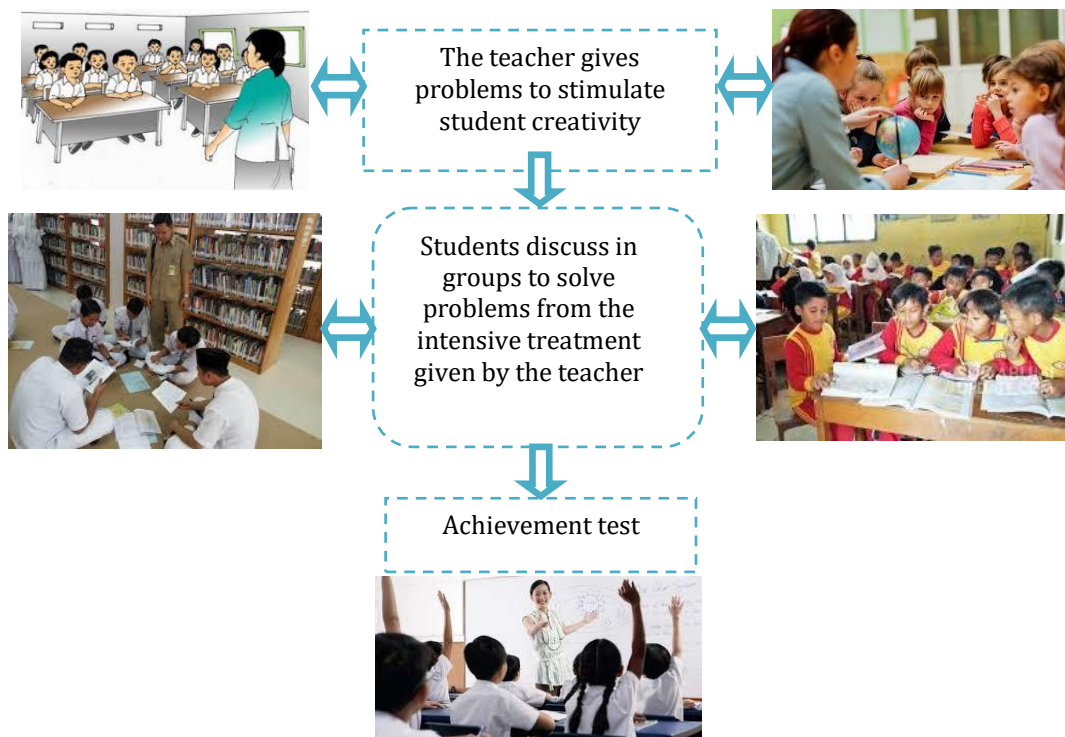 The teacher gives
problems to stimulate
student creativity
Students discuss in
groups to solve
problems from the
intensive treatment
given by the teacher
Achievement test